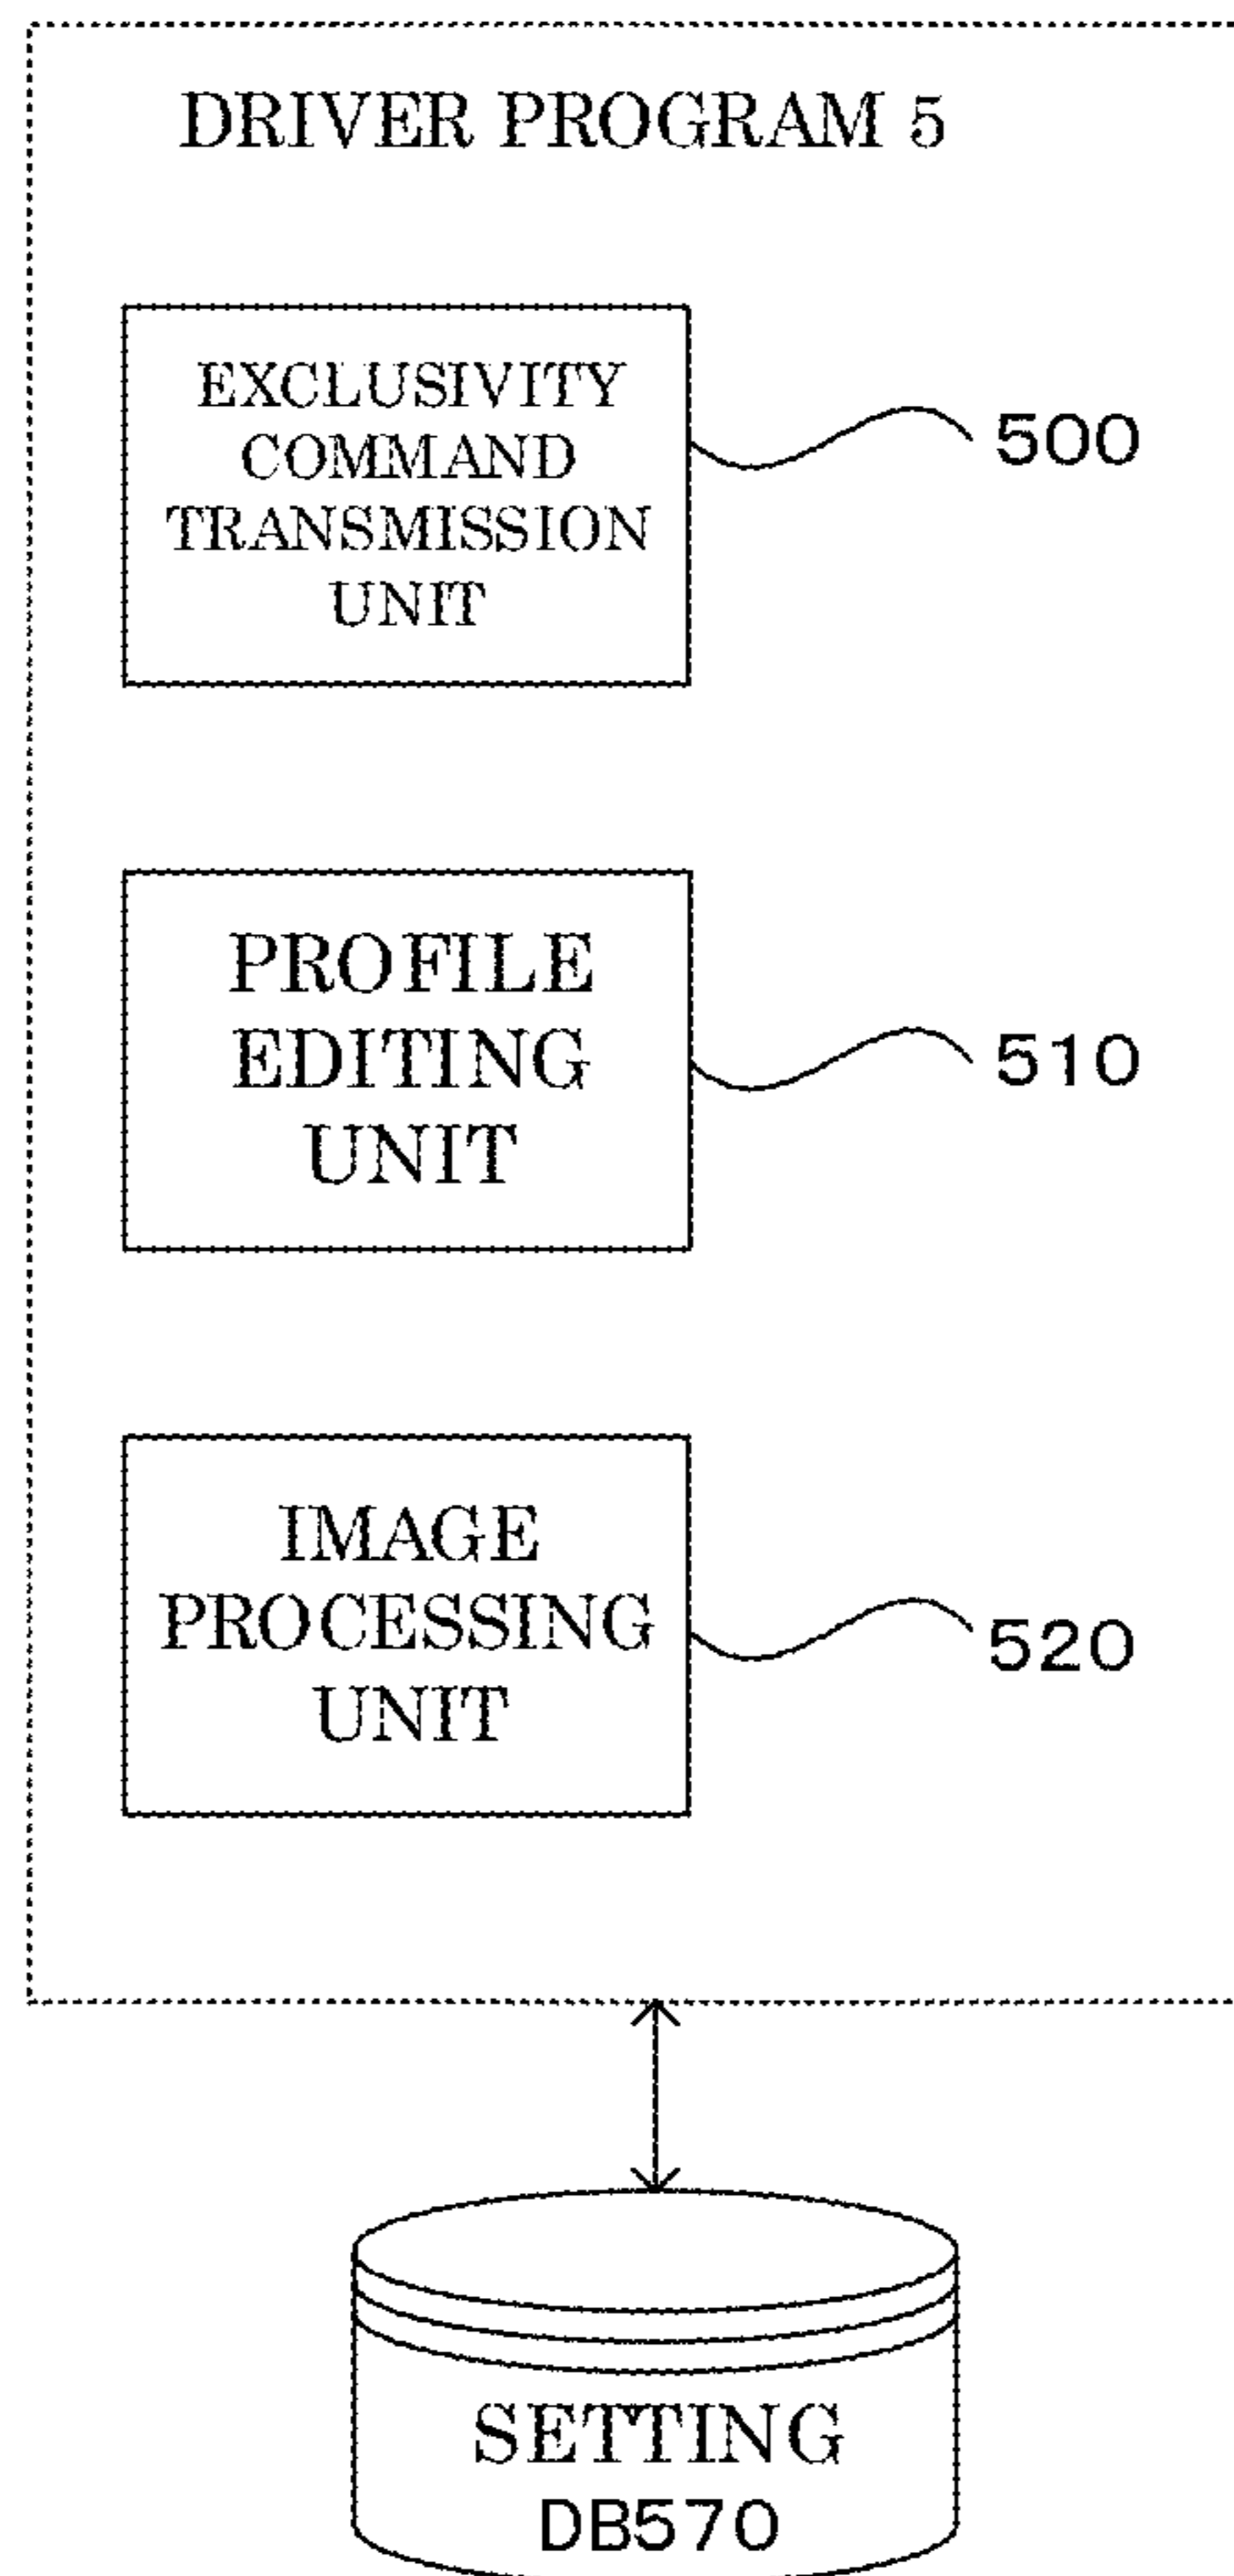 DRIVER PROGRAM 5
EXCLUSIVITY
COMMAND
TRANSMISSION
UNIT
500
PROFILE
EDITING
UNIT
510
IMAGE
PROCESSING
UNIT
520
SETTING
DB570